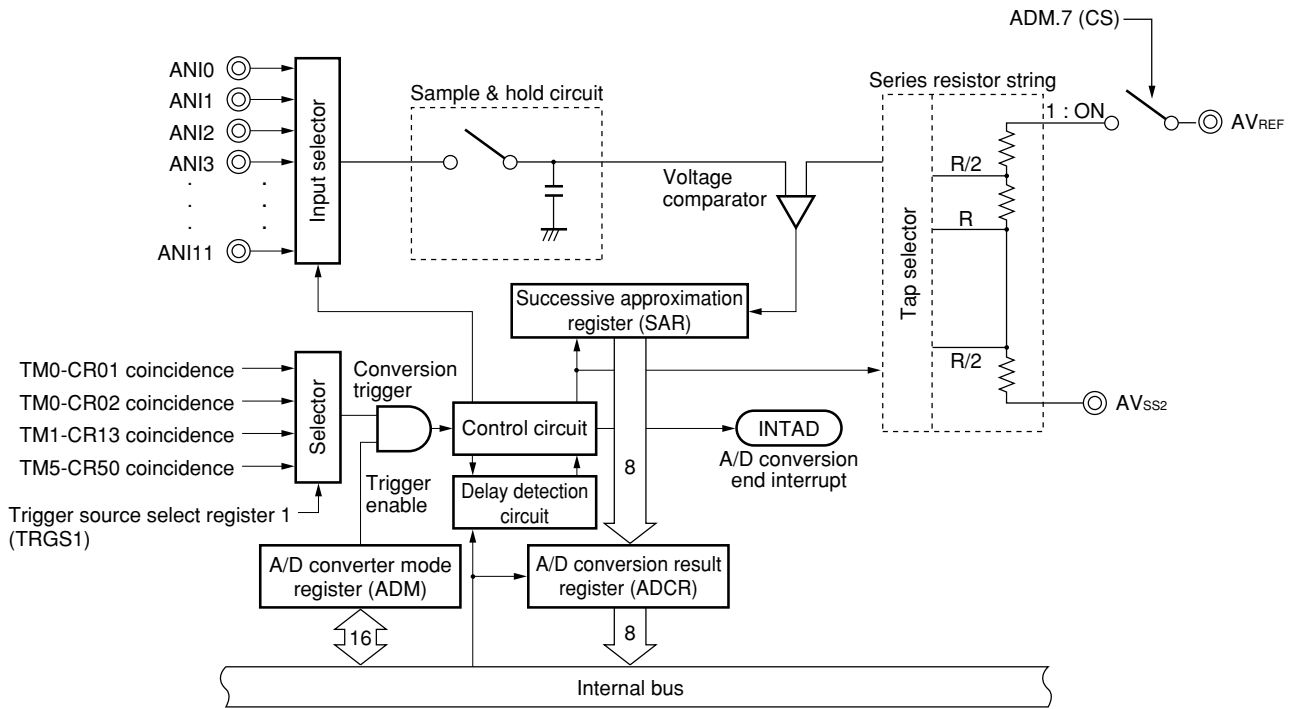 ADM.7 (CS)
ANI0
ANI1
ANI2
ANI3
ANI11
Input selector
Sample & hold circuit
Voltage
comparator
Series resistor string
1 : ON
AVREF
R/2
R
R/2
Tap selector
AVSS2
Successive approximation
register (SAR)
TM0-CR01 coincidence
TM0-CR02 coincidence
TM1-CR13 coincidence
TM5-CR50 coincidence
Selector
Trigger source select register 1
(TRGS1)
Conversion
trigger
Trigger
enable
Control circuit
Delay detection
circuit
8
INTAD
A/D conversion
end interrupt
A/D converter mode
register (ADM)
A/D conversion result
register (ADCR)
16
8
Internal bus